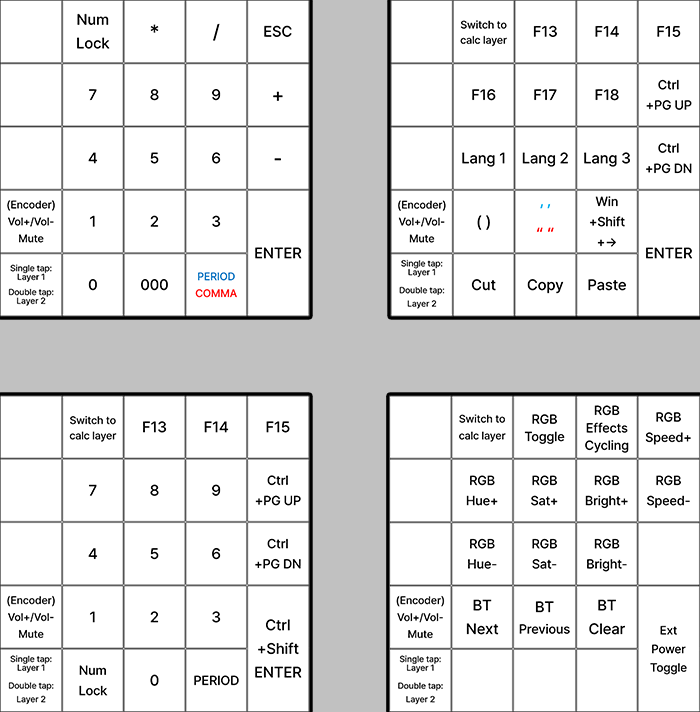 Num
Lock
*
/
ESC
7
8
9
+
4
5
6
-
(Encoder)
Vol+/Vol-
Mute
1
2
3
ENTER
Single tap:
Layer 1
Double tap:
Layer 2
0
000
PERIOD
COMMA
Switch to
calc layer
F13
F14
F15
F16
F17
F18
Ctrl
+PG UP
Lang 1
Lang 2
Lang 3
Ctrl
+PG DN
(Encoder)
Vol+/Vol-
Mute
( )
‘ ’
“ “
Win
+Shift
+→
ENTER
Single tap:
Layer 1
Double tap:
Layer 2
Cut
Copy
Paste
Switch to
calc layer
F13
F14
F15
7
8
9
Ctrl
+PG UP
4
5
6
Ctrl
+PG DN
(Encoder)
Vol+/Vol-
Mute
1
2
3
Ctrl
+Shift
ENTER
Single tap:
Layer 1
Double tap:
Layer 2
Num
Lock
0
PERIOD
Switch to
calc layer
RGB
Toggle
RGB
Effects
Cycling
RGB
Speed+
RGB
Hue+
RGB
Sat+
RGB
Bright+
RGB
Speed-
RGB
Hue-
RGB
Sat-
RGB
Bright-
(Encoder)
Vol+/Vol-
Mute
BT
Next
BT
Previous
BT
Clear
Ext
Power
Toggle
Single tap:
Layer 1
Double tap:
Layer 2